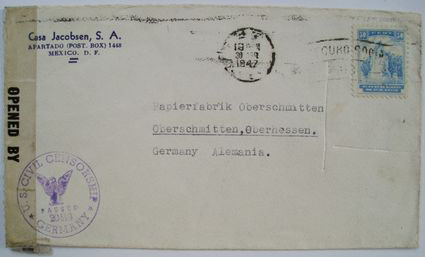 Casa Jacobsen, S. A.
APARTADO (POST. BOX) 1468
MEXICO. D. F.
OPENED BY
1947
Papierfabrik Oberschmitten
Oberschmitten,Oberhessen.
Germany Alemania.
U.S. CIVIL CENSORSHIP
PASSED
GERMANY